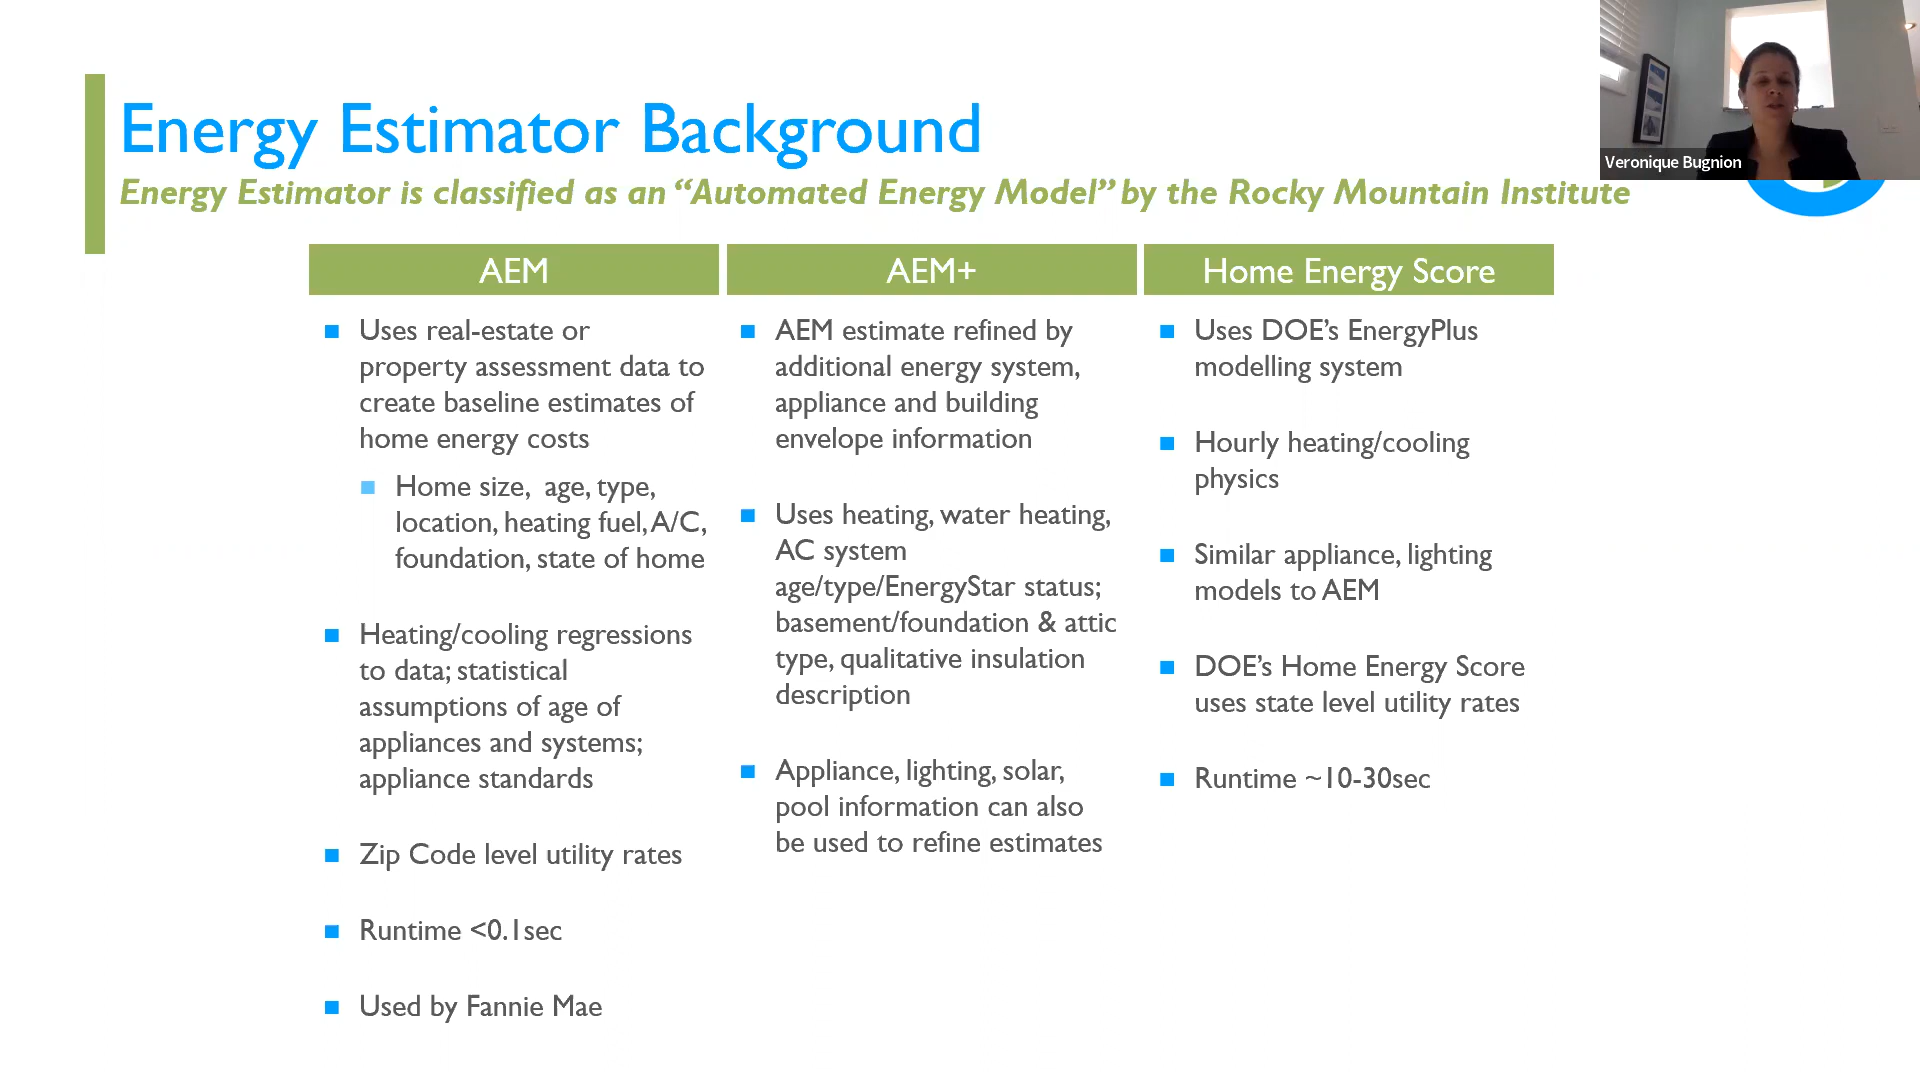 Energy Estimator Background
Energy Estimator is classified as an “Automated Energy Model” by the Rocky Mountain Institute
Veronique Bugnion
AEM
Uses real-estate or
property assessment data to
create baseline estimates of
home energy costs
Home size, age, type,
location, heating fuel, A/C,
foundation, state of home
Heating/cooling regressions
to data; statistical
assumptions of age of
appliances and systems;
appliance standards
Zip Code level utility rates
Runtime <0.1sec
Used by Fannie Mae
AEM+
AEM estimate refined by
additional energy system,
appliance and building
envelope information
Uses heating, water heating,
AC system
age/type/EnergyStar status;
basement/foundation & attic
type, qualitative insulation
description
Appliance, lighting, solar,
pool information can also
be used to refine estimates
Home Energy Score
Uses DOE’s EnergyPlus
modelling system
Hourly heating/cooling
physics
Similar appliance, lighting
models to AEM
DOE’s Home Energy Score
uses state level utility rates
Runtime ~10-30sec